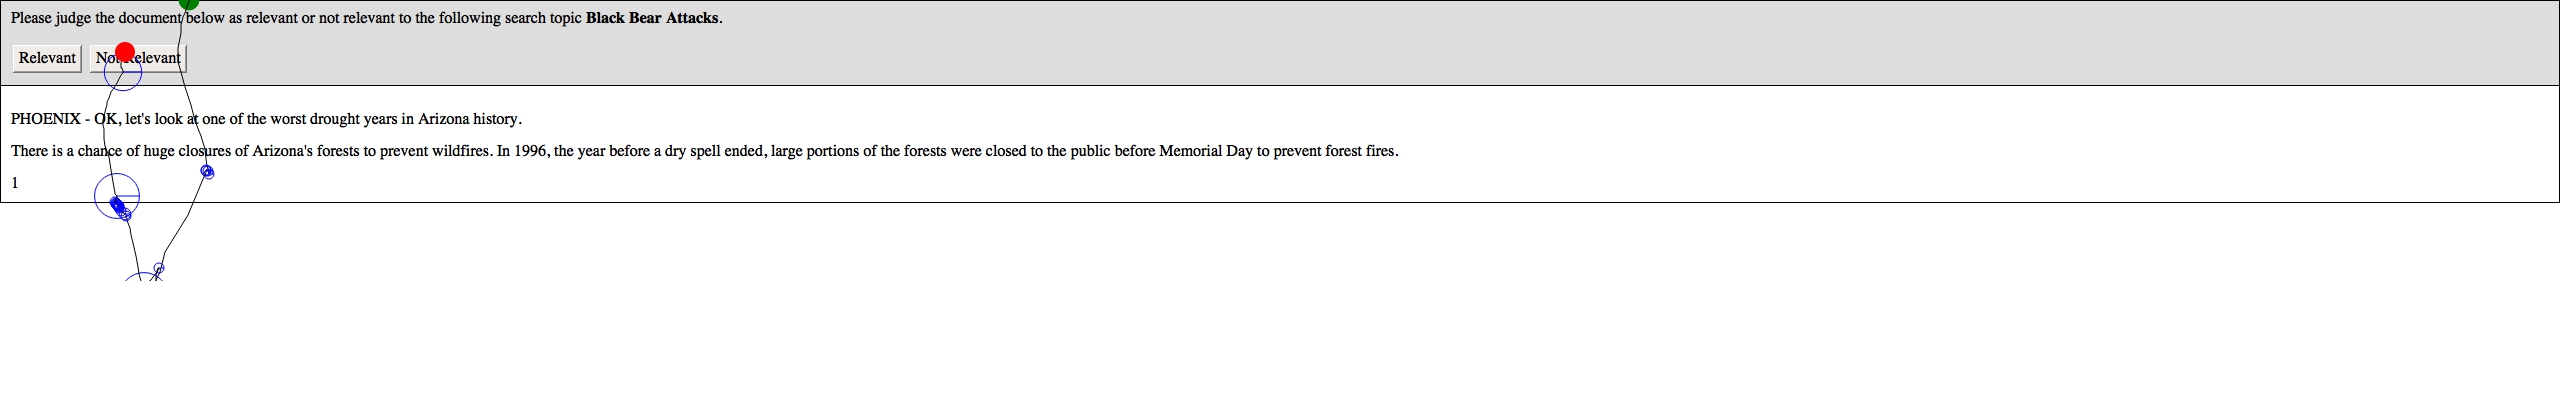 Please judge the document below as relevant or not relevant to the following search topic Black Bear Attacks.
Relevant Not Relevant
PHOENIX - OK, let's look at one of the worst drought years in Arizona history.
There is a chance of huge closures of Arizona's forests to prevent wildfires. In 1996, the year before a dry spell ended, large portions of the forests were closed to the public before Memorial Day to prevent forest fires.
1